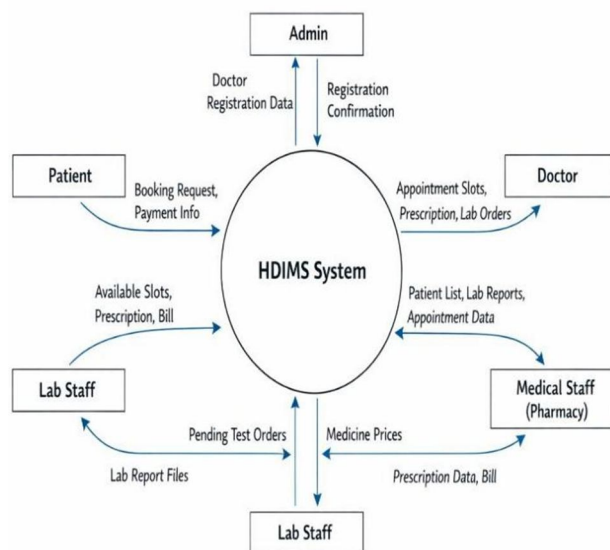 Admin
Doctor
Registration Data
Registration
Confirmation
Patient
Booking Request,
Payment Info
Appointment Slots,
Prescription, Lab Orders
Doctor
HDIMS System
Available Slots,
Prescription, Bill
Patient List, Lab Reports,
Appointment Data
Lab Staff
Medical Staff
(Pharmacy)
Pending Test Orders
Medicine Prices
Lab Report Files
Prescription Data, Bill
Lab Staff